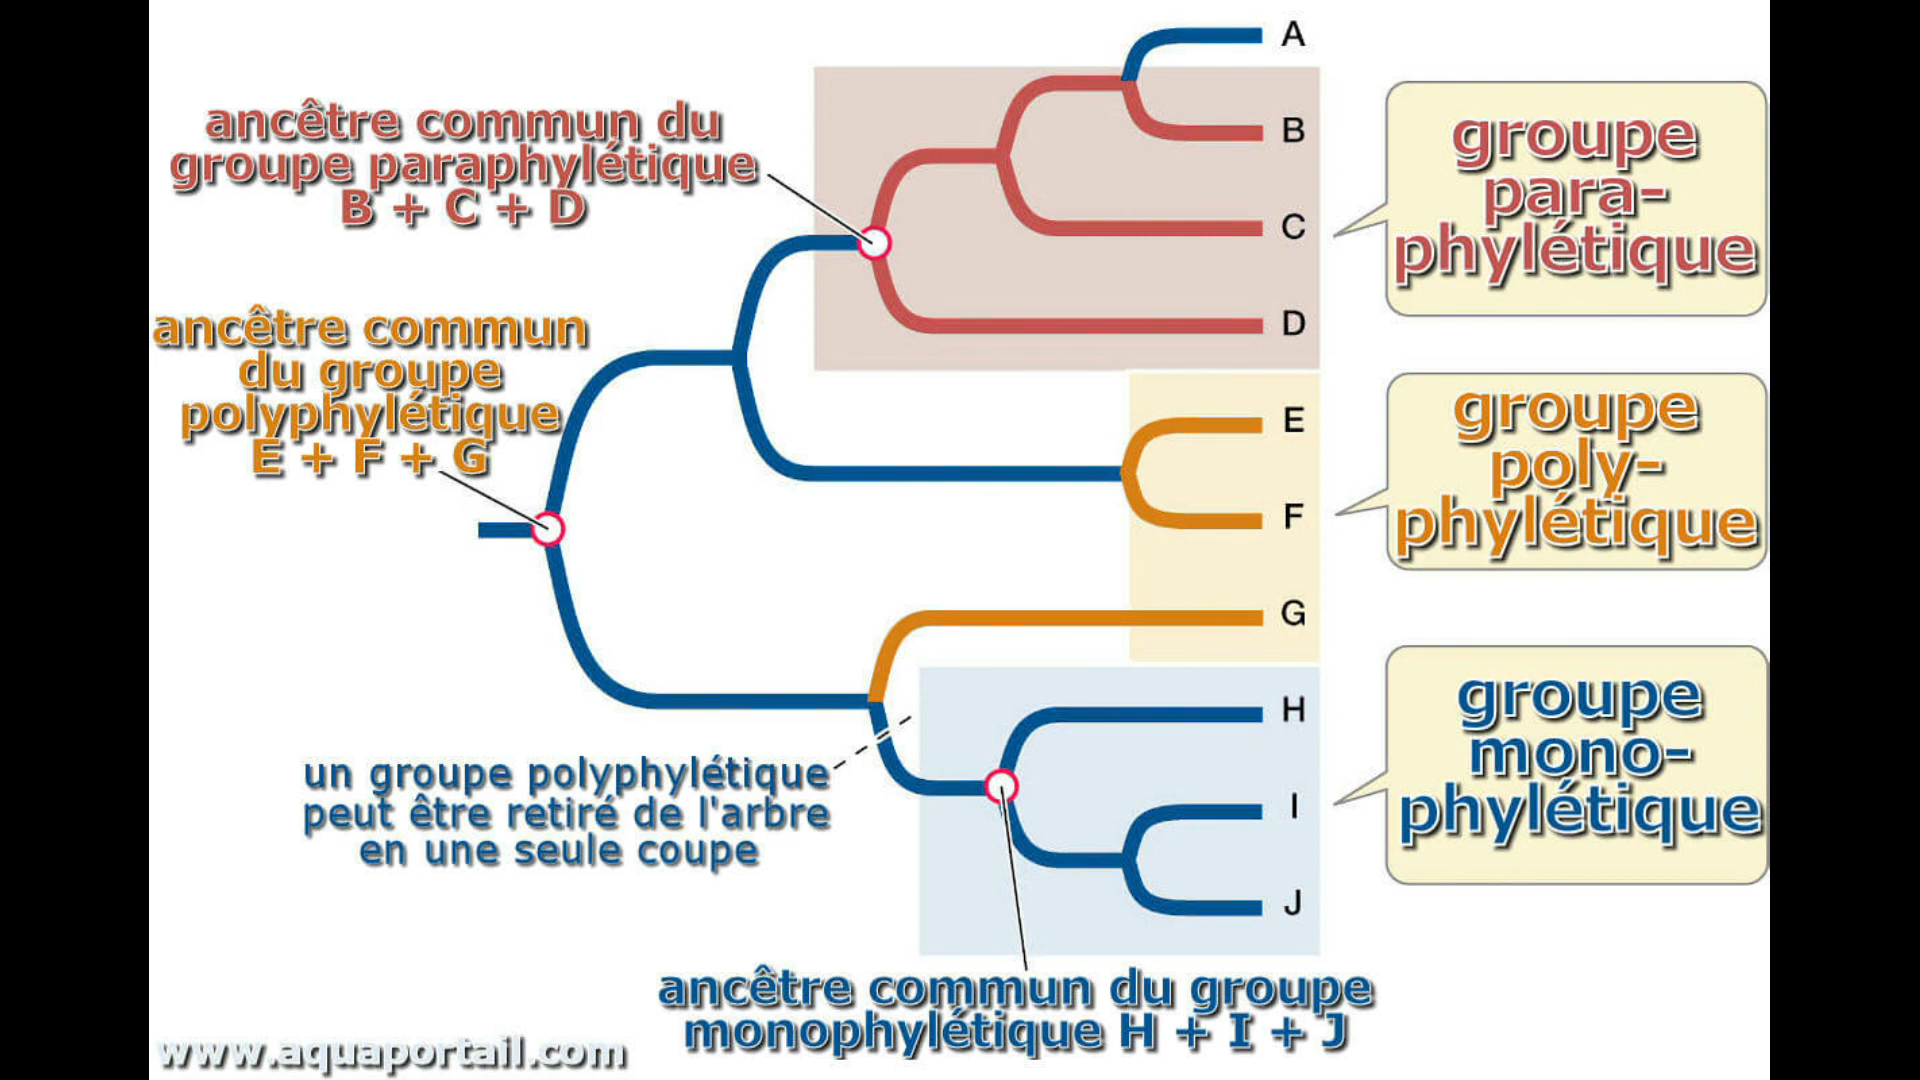 ancêtre commun du
groupe paraphylétique
B + C + D
ancêtre commun
du groupe
polyphylétique
E + F + G
A
B
C
D
E
F
G
H
I
J
groupe
para-
phylétique
groupe
poly-
phylétique
groupe
mono-
phylétique
un groupe polyphylétique
peut être retiré de l'arbre
en une seule coupe
ancêtre commun du groupe
monophylétique H + I + J
www.aquaportail.com